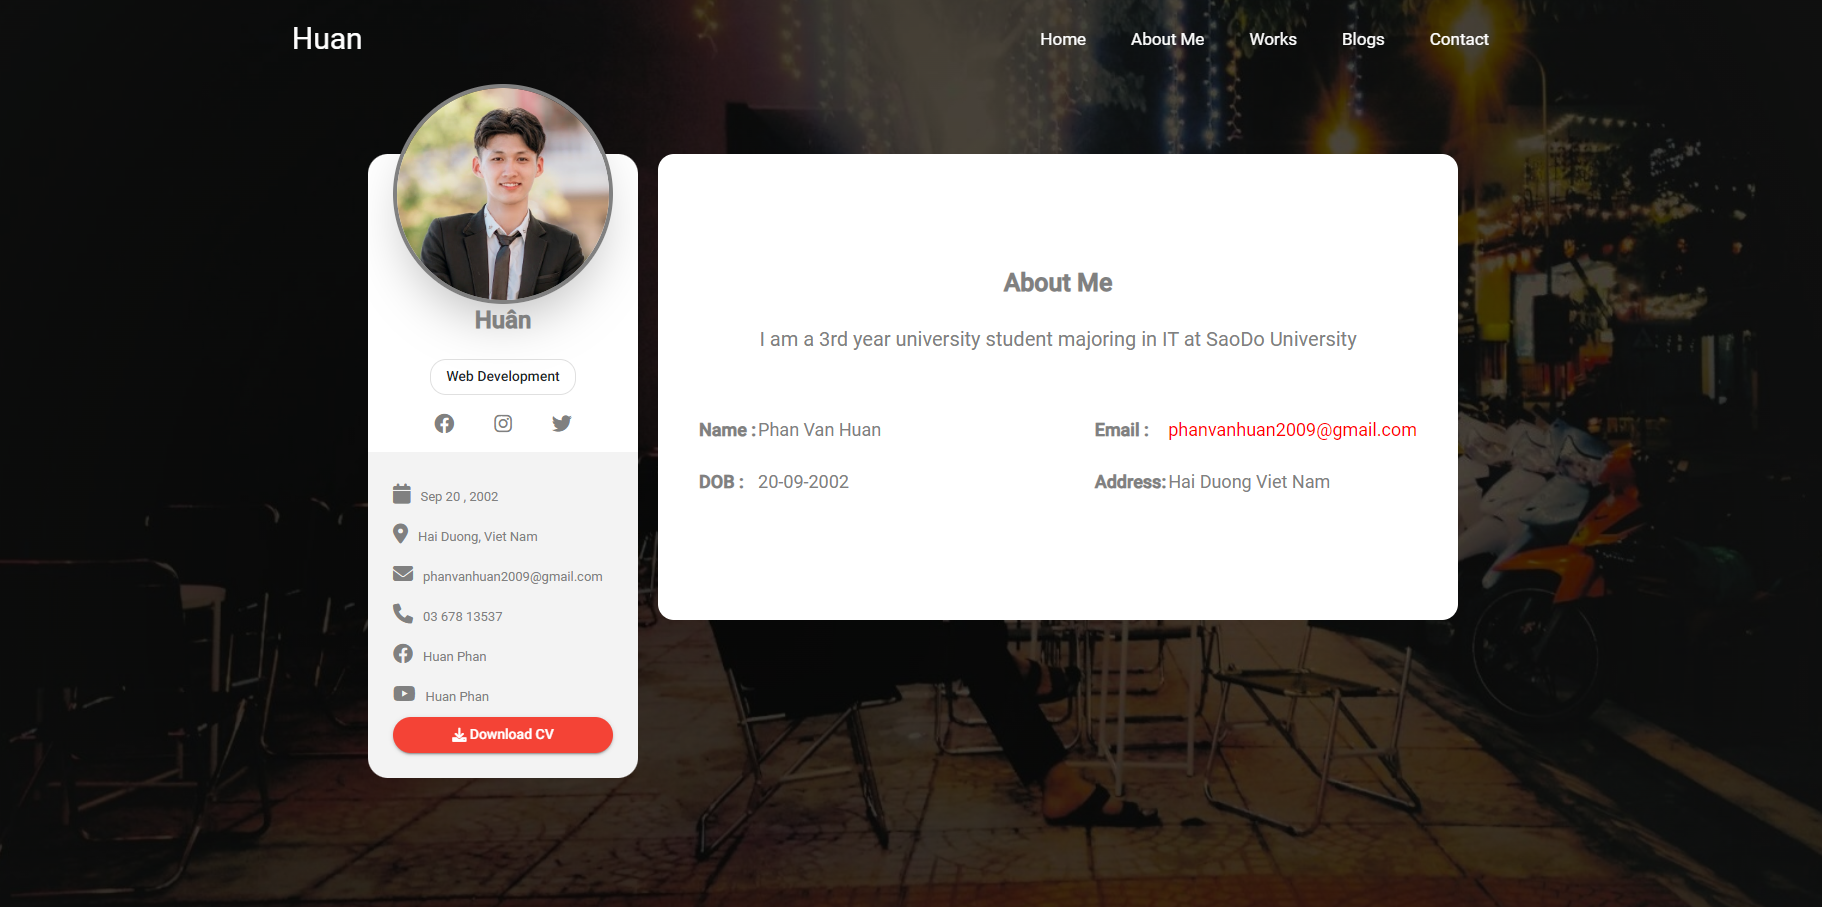 Huan
Home About Me Works Blogs Contact
Huân
Web Development
Sep 20 , 2002
Hai Duong, Viet Nam
phanvanhuan2009@gmail.com
03 678 13537
Huan Phan
Huan Phan
Download CV
About Me
I am a 3rd year university student majoring in IT at SaoDo University
Name : Phan Van Huan Email : phanvanhuan2009@gmail.com
DOB : 20-09-2002 Address: Hai Duong Viet Nam